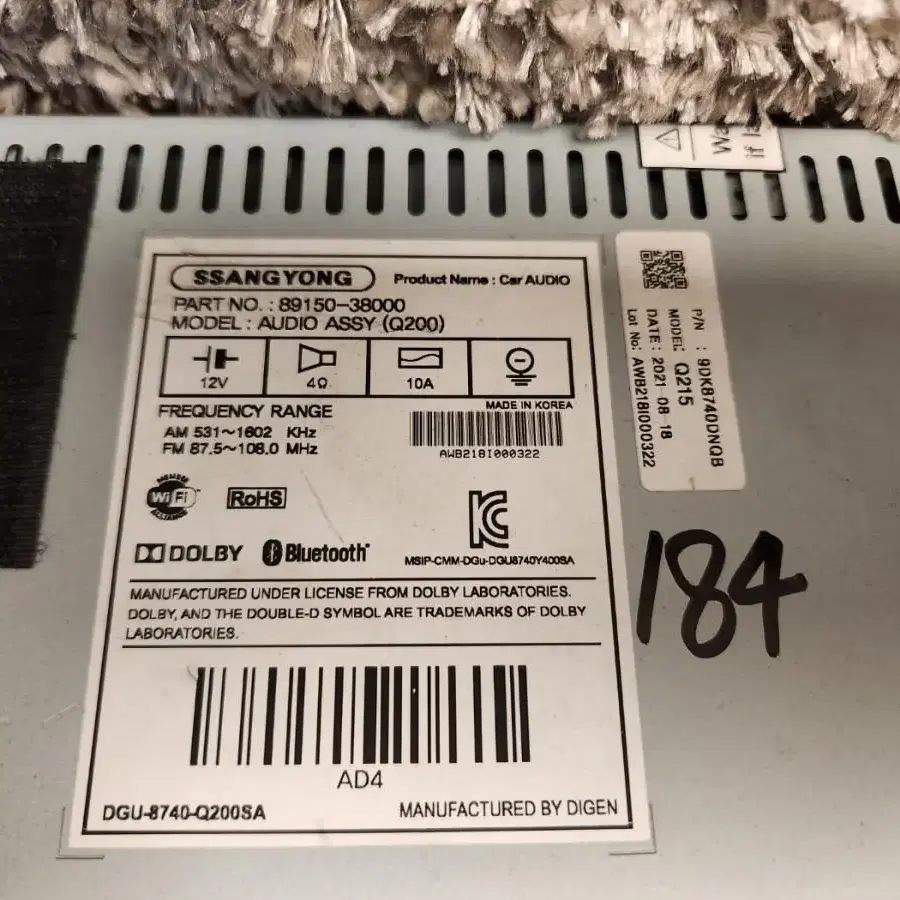 SSANGYONG Product Name : Car AUDIO
PART NO. : 89150-38000
MODEL : AUDIO ASSY (Q200)
12V 4Ω 10A
FREQUENCY RANGE
AM 531~1602 KHz
FM 87.5~108.0 MHz
MADE IN KOREA
AWB218I000322
MEMBER
WiFi
ALLIANCE
RoHS
DOLBY
Bluetooth
MSIP-CMM-DGu-DGU8740Y400SA
MANUFACTURED UNDER LICENSE FROM DOLBY LABORATORIES.
DOLBY, AND THE DOUBLE-D SYMBOL ARE TRADEMARKS OF DOLBY
LABORATORIES.
AD4
DGU-8740-Q200SA MANUFACTURED BY DIGEN
P/N : 9DK8740DNQB
MODEL: Q215
DATE : 2021-08-18
Lot No: AWB218I000322
184